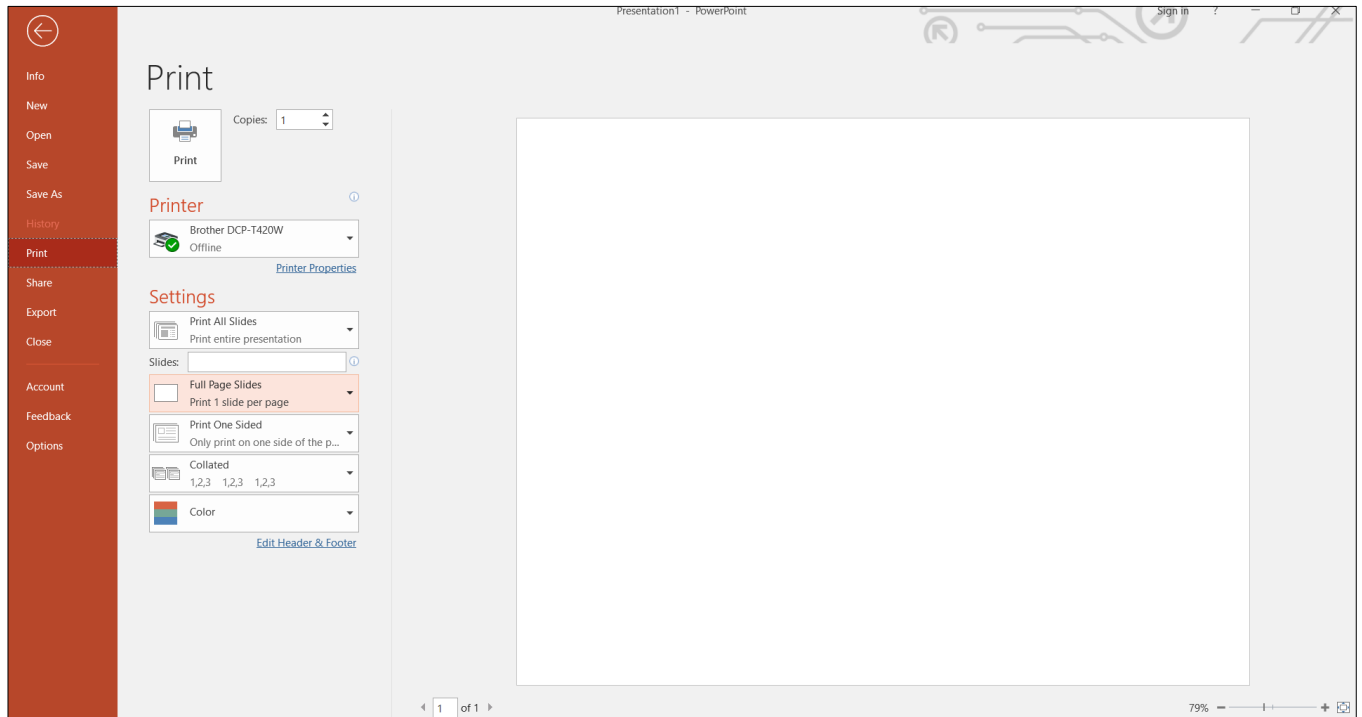 Presentation1 - PowerPoint
Sign in ?
Info
New
Open
Save
Save As
History
Print
Share
Export
Close
Account
Feedback
Options
Print
Copies: 1
Print
Printer
Brother DCP-T420W
Offline
Printer Properties
Settings
Print All Slides
Print entire presentation
Slides:
Full Page Slides
Print 1 slide per page
Print One Sided
Only print on one side of the p...
Collated
1,2,3 1,2,3 1,2,3
Color
Edit Header & Footer
1 of 1
79%